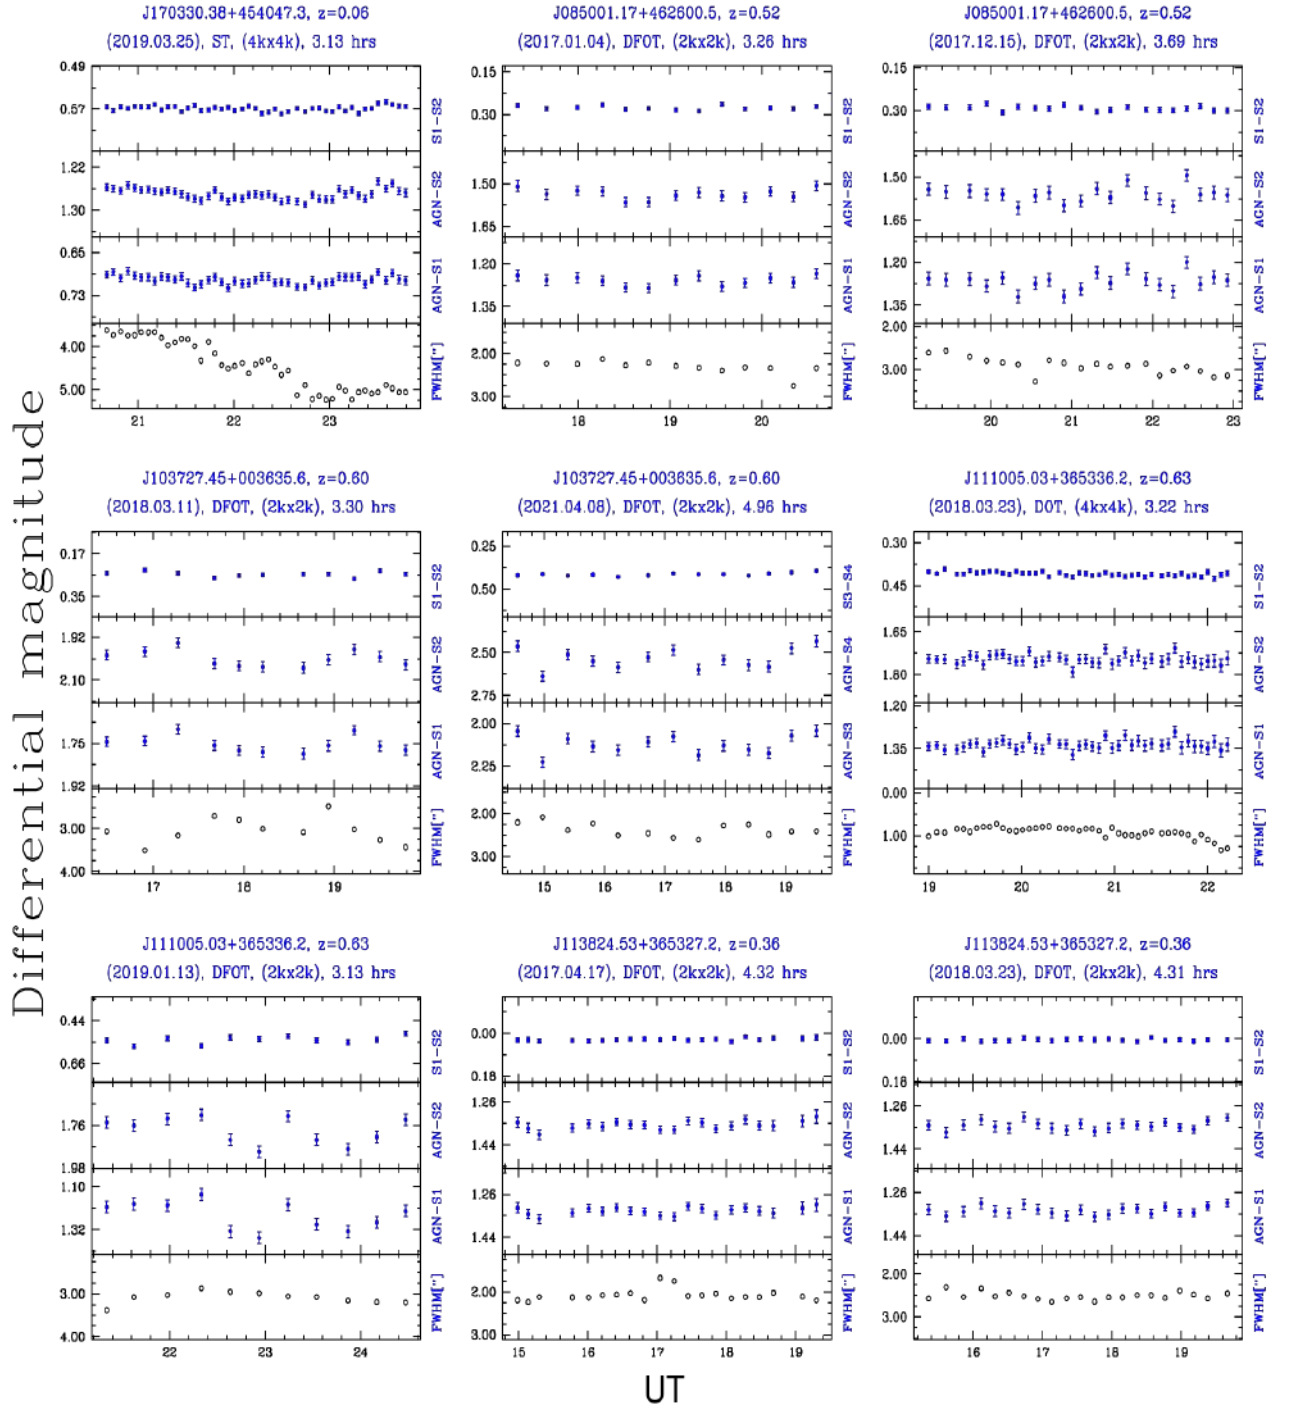 J170330.38+454047.3, z=0.06
(2019.03.25), ST, (4kx4k), 3.13 hrs
0.49
0.57
S1-S2
1.22
1.30
AGN-S2
0.65
0.73
AGN-S1
4.00
5.00
FWHM["]
21 22 23
J085001.17+462600.5, z=0.52
(2017.01.04), DFOT, (2kx2k), 3.26 hrs
0.15
0.30
S1-S2
1.50
1.65
AGN-S2
1.20
1.35
AGN-S1
2.00
3.00
FWHM["]
18 19 20
J085001.17+462600.5, z=0.52
(2017.12.15), DFOT, (2kx2k), 3.69 hrs
0.15
0.30
S1-S2
1.50
1.65
AGN-S2
1.20
1.35
AGN-S1
2.00
3.00
FWHM["]
20 21 22 23
Differential magnitude
J103727.45+003635.6, z=0.60
(2018.03.11), DFOT, (2kx2k), 3.30 hrs
0.17
0.35
S1-S2
1.92
2.10
AGN-S2
1.75
1.92
AGN-S1
3.00
4.00
FWHM["]
17 18 19
J103727.45+003635.6, z=0.60
(2021.04.08), DFOT, (2kx2k), 4.96 hrs
0.25
0.50
S3-S4
2.50
2.75
AGN-S4
2.00
2.25
AGN-S3
2.00
3.00
FWHM["]
15 16 17 18 19
J111005.03+365336.2, z=0.63
(2018.03.23), DOT, (4kx4k), 3.22 hrs
0.30
0.45
S1-S2
1.65
1.80
AGN-S2
1.20
1.35
AGN-S1
0.00
1.00
FWHM["]
19 20 21 22
J111005.03+365336.2, z=0.63
(2019.01.13), DFOT, (2kx2k), 3.13 hrs
0.44
0.66
S1-S2
1.76
1.98
AGN-S2
1.10
1.32
AGN-S1
3.00
4.00
FWHM["]
22 23 24
J113824.53+365327.2, z=0.36
(2017.04.17), DFOT, (2kx2k), 4.32 hrs
0.00
0.18
S1-S2
1.26
1.44
AGN-S2
1.26
1.44
AGN-S1
2.00
3.00
FWHM["]
15 16 17 18 19
J113824.53+365327.2, z=0.36
(2018.03.23), DFOT, (2kx2k), 4.31 hrs
0.00
0.18
S1-S2
1.26
1.44
AGN-S2
1.26
1.44
AGN-S1
2.00
3.00
FWHM["]
16 17 18 19
UT